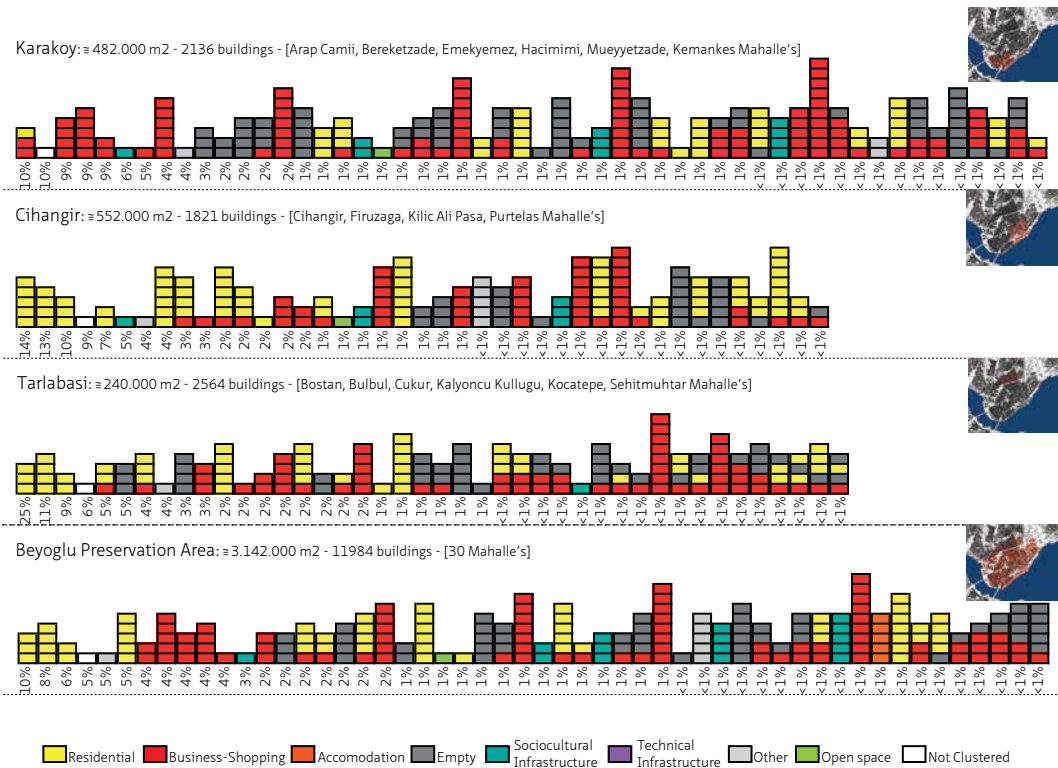 Karakoy: ≅ 482.000 m2 - 2136 buildings - [Arap Camii, Bereketzade, Emekyemez, Hacimimi, Mueyyetzade, Kemankes Mahalle's]
10% 10% 9% 9% 9% 6% 5% 4% 4% 3% 2% 2% 2% 2% 1% 1% 1% 1% 1% 1% 1% 1% 1% 1% 1% 1% 1% 1% 1% 1% 1% 1% 1% 1% 1% 1% 1% <1% <1% <1% <1% <1% <1% <1% <1% <1% <1% <1% <1% <1% <1% <1%
Cihangir: ≅ 552.000 m2 - 1821 buildings - [Cihangir, Firuzaga, Kilic Ali Pasa, Purtelas Mahalle's]
14% 13% 10% 9% 7% 5% 4% 4% 3% 3% 2% 2% 2% 2% 2% 1% 1% 1% 1% 1% 1% 1% 1% <1% <1% <1% <1% <1% <1% <1% <1% <1% <1% <1% <1% <1% <1% <1% <1% <1% <1%
Tarlabasi: ≅ 240.000 m2 - 2564 buildings - [Bostan, Bulbul, Cukur, Kalyoncu Kullugu, Kocatepe, Sehitmuhtar Mahalle's]
25% 11% 9% 6% 5% 5% 4% 4% 3% 3% 2% 2% 2% 2% 2% 2% 2% 2% 1% 1% 1% 1% 1% 1% <1% <1% <1% <1% <1% <1% <1% <1% <1% <1% <1% <1% <1% <1% <1% <1% <1% <1%
Beyoglu Preservation Area: ≅ 3.142.000 m2 - 11984 buildings - [30 Mahalle's]
10% 8% 6% 5% 5% 5% 4% 4% 4% 4% 4% 3% 2% 2% 2% 2% 2% 2% 2% 1% 1% 1% 1% 1% 1% 1% 1% 1% 1% 1% 1% 1% 1% <1% <1% <1% <1% <1% <1% <1% <1% <1% <1% <1% <1% <1% <1% <1% <1% <1% <1% <1%
Residential
Business-Shopping
Accomodation
Empty
Sociocultural
Infrastructure
Technical
Infrastructure
Other
Open space
Not Clustered